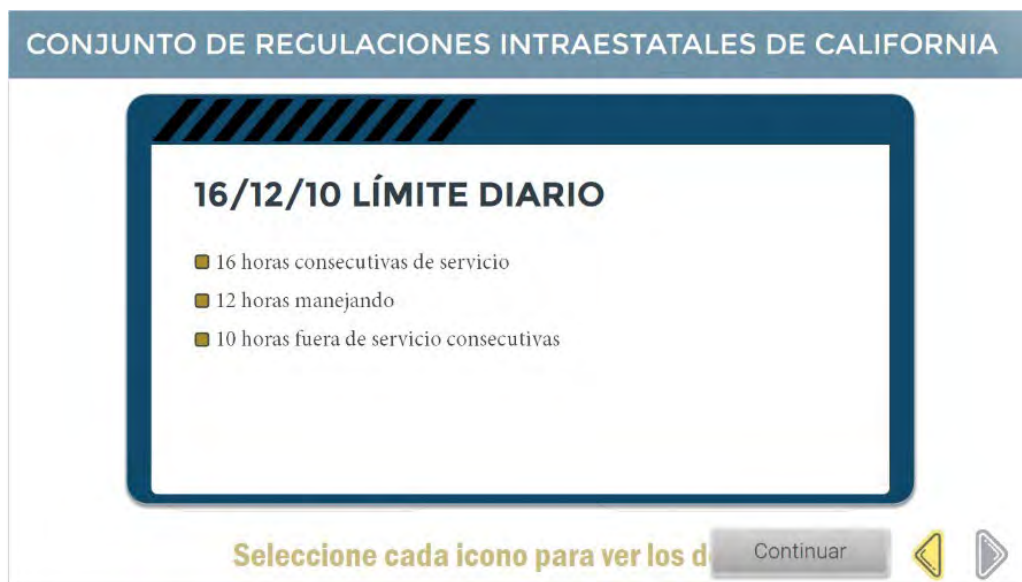 CONJUNTO DE REGULACIONES INTRAESTATALES DE CALIFORNIA
16/12/10 LÍMITE DIARIO
16 horas consecutivas de servicio
12 horas manejando
10 horas fuera de servicio consecutivas
Seleccione cada icono para ver los
Continuar